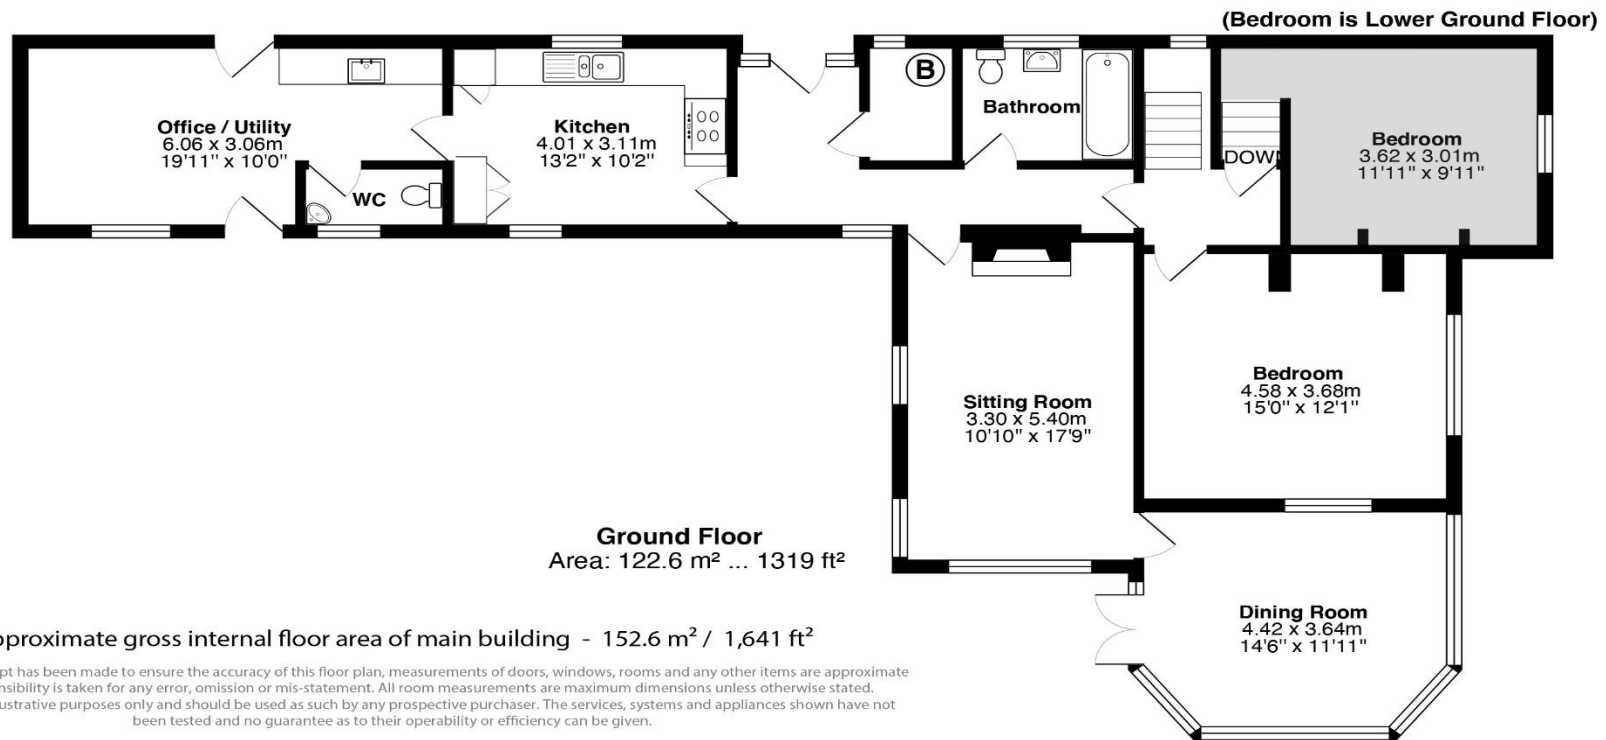 (Bedroom is Lower Ground Floor)
B
Bathroom
Office / Utility
6.06 x 3.06m
19'11" x 10'0"
Kitchen
4.01 x 3.11m
13'2" x 10'2"
WC
Bedroom
3.62 x 3.01m
11'11" x 9'11"
Sitting Room
3.30 x 5.40m
10'10" x 17'9"
Bedroom
4.58 x 3.68m
15'0" x 12'1"
Ground Floor
Area: 122.6 m² ... 1319 ft²
Dining Room
4.42 x 3.64m
14'6" x 11'11"
pproximate gross internal floor area of main building - 152.6 m² / 1,641 ft²
pt has been made to ensure the accuracy of this floor plan, measurements of doors, windows, rooms and any other items are approximate
nsibility is taken for any error, omission or mis-statement. All room measurements are maximum dimensions unless otherwise stated.
ustrative purposes only and should be used as such by any prospective purchaser. The services, systems and appliances shown have not
been tested and no guarantee as to their operability or efficiency can be given.